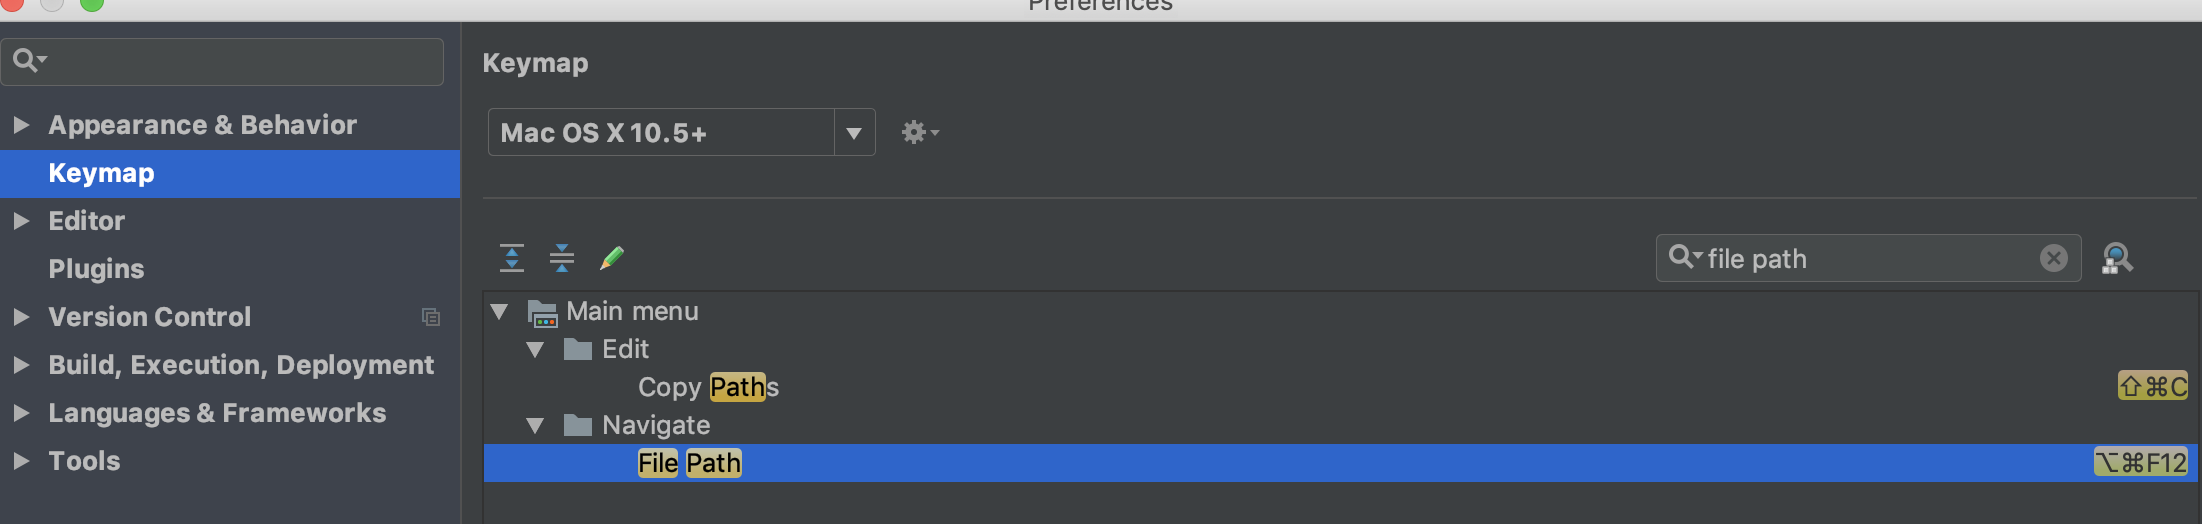 Preferences
Keymap
Appearance & Behavior
Keymap
Editor
Plugins
Version Control
Build, Execution, Deployment
Languages & Frameworks
Tools
Mac OS X 10.5+
file path
Main menu
Edit
Copy Paths ⇧⌘C
Navigate
File Path ⌥⌘F12